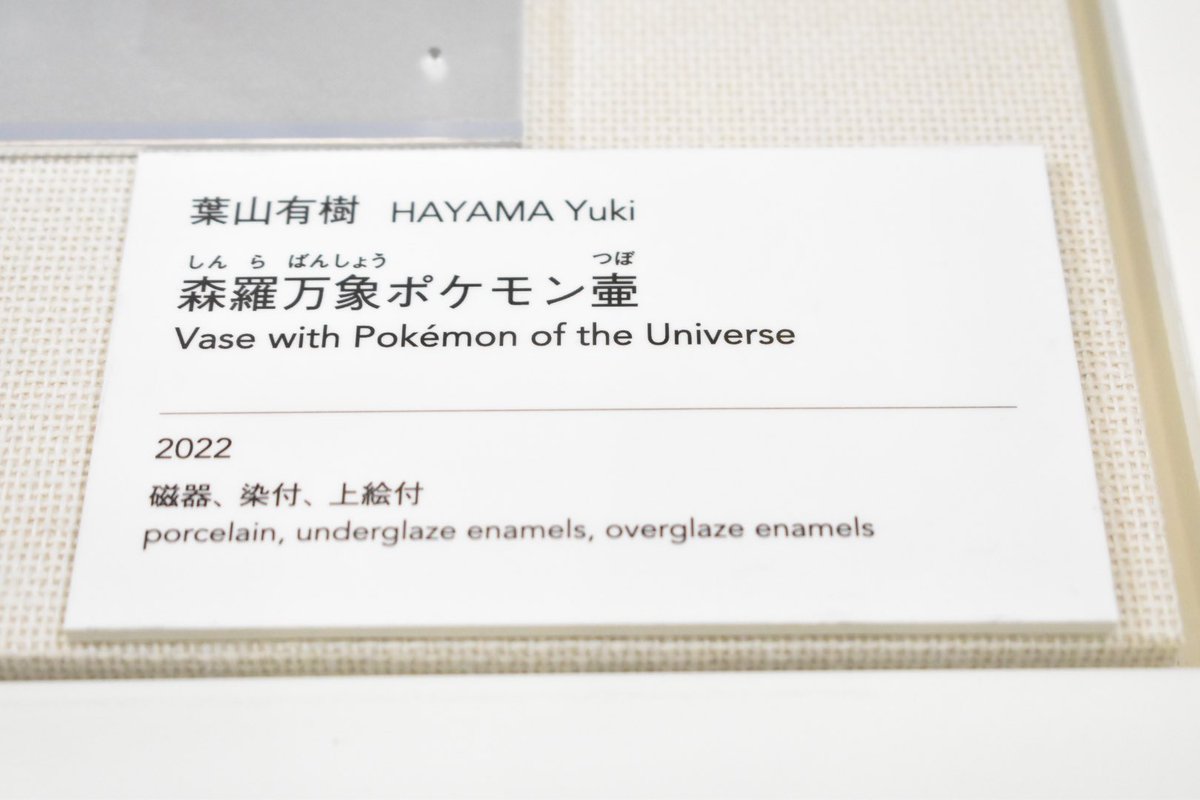 葉山有樹 HAYAMA Yuki
しんらばんしょう つぼ
森羅万象ポケモン壷
Vase with Pokémon of the Universe
2022
磁器、染付、上絵付
porcelain, underglaze enamels, overglaze enamels